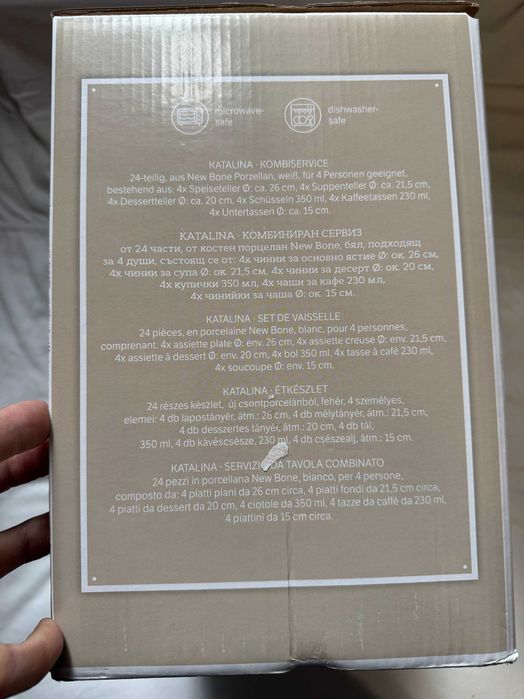 microwave-
safe
dishwasher-
safe
KATALINA · KOMBISERVICE
24-teilig, aus New Bone Porzellan, weiß, für 4 Personen geeignet,
bestehend aus: 4x Speiseteller Ø: ca. 26 cm, 4x Suppenteller Ø: ca. 21,5 cm,
4x Dessertteller Ø: ca. 20 cm, 4x Schüsseln 350 ml, 4x Kaffeetassen 230 ml,
4x Untertassen Ø: ca. 15 cm.
KATALINA · КОМБИНИРАН СЕРВИЗ
от 24 части, от костен порцелан New Bone, бял, подходящ
за 4 души, състоящ се от: 4x чинии за основно ястие Ø: ок. 26 см,
4x чинии за супа Ø: ок. 21,5 см, 4x чинии за десерт Ø: ок. 20 см,
4x купички 350 мл, 4x чаши за кафе 230 мл,
4x чинийки за чаша Ø: ок. 15 см.
KATALINA · SET DE VAISSELLE
24 pièces, en porcelaine New Bone, blanc, pour 4 personnes,
comprenant: 4x assiette plate Ø: env. 26 cm, 4x assiette creuse Ø: env. 21,5 cm,
4x assiette à dessert Ø: env. 20 cm, 4x bol 350 ml, 4x tasse à café 230 ml,
4x soucoupe Ø: env. 15 cm.
KATALINA · ÉTKÉSZLET
24 részes készlet, új csontporcelánból, fehér, 4 személyes,
elemei: 4 db lapostányér, átm.: 26 cm, 4 db mélytányér, átm.: 21,5 cm,
4 db desszertes tányér, átm.: 20 cm, 4 db tál,
350 ml, 4 db kávéscsésze, 230 ml, 4 db csészealj, átm.: 15 cm.
KATALINA · SERVIZIO DA TAVOLA COMBINATO
24 pezzi in porcellana New Bone, bianco, per 4 persone,
composto da: 4 piatti piani da 26 cm circa, 4 piatti fondi da 21,5 cm circa,
4 piatti da dessert da 20 cm, 4 ciotole da 350 ml, 4 tazze da caffè da 230 ml,
4 piattini da 15 cm circa.